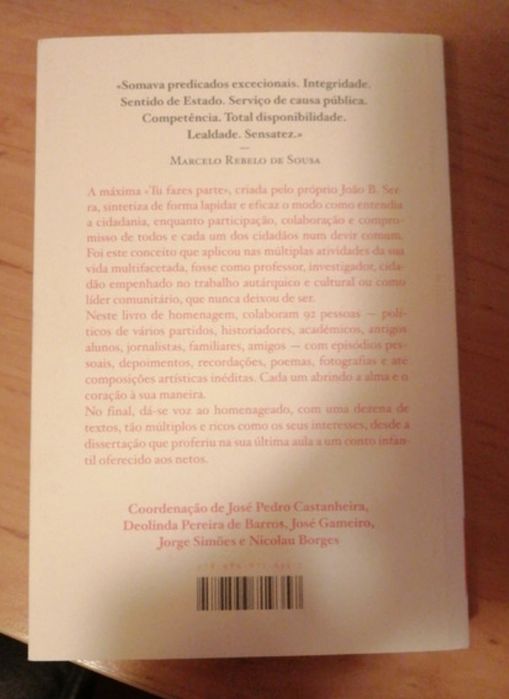 «Somava predicados excecionais. Integridade.
Sentido de Estado. Serviço de causa pública.
Competência. Total disponibilidade.
Lealdade. Sensatez.»
—
Marcelo Rebelo de Sousa
A máxima «Tu fazes parte», criada pelo próprio João B. Ser-
ra, sintetiza de forma lapidar e eficaz o modo como entendia
a cidadania, enquanto participação, colaboração e compro-
misso de todos e cada um dos cidadãos num devir comum.
Foi este conceito que aplicou nas múltiplas atividades da sua
vida multifacetada, fosse como professor, investigador, cida-
dão empenhado no trabalho autárquico e cultural ou como
líder comunitário, que nunca deixou de ser.
Neste livro de homenagem, colaboram 92 pessoas — polí-
ticos de vários partidos, historiadores, académicos, antigos
alunos, jornalistas, familiares, amigos — com episódios pes-
soais, depoimentos, recordações, poemas, fotografias e até
composições artísticas inéditas. Cada um abrindo a alma e o
coração à sua maneira.
No final, dá-se voz ao homenageado, com uma dezena de
textos, tão múltiplos e ricos como os seus interesses, desde a
dissertação que proferiu na sua última aula a um conto infan-
til oferecido aos netos.
Coordenação de José Pedro Castanheira,
Deolinda Pereira de Barros, José Gameiro,
Jorge Simões e Nicolau Borges